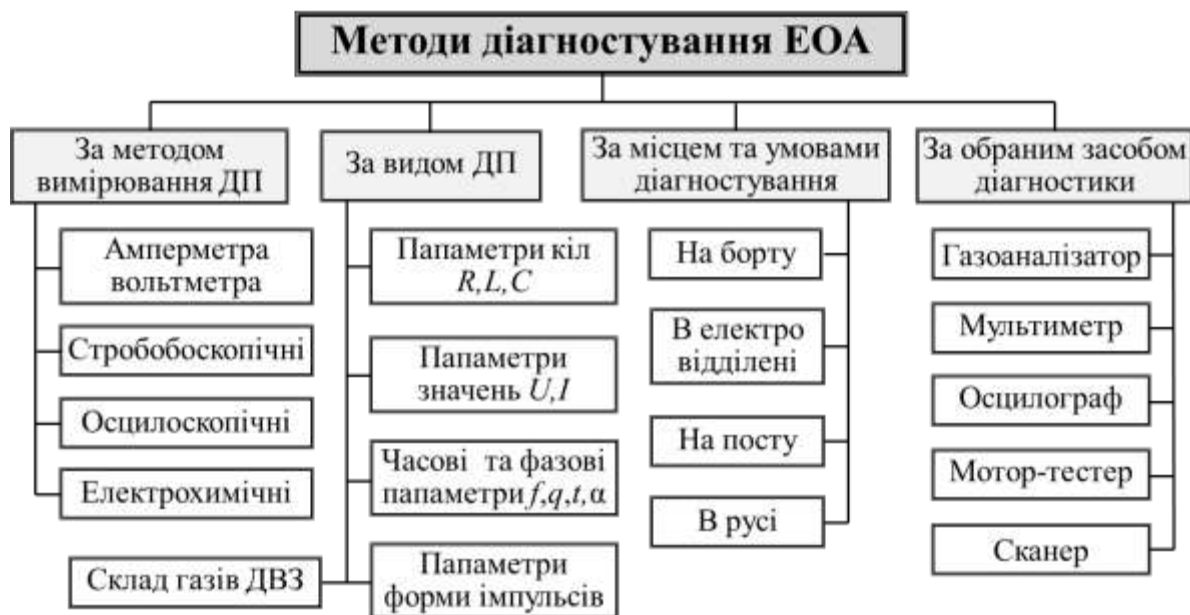 Методи діагностування ЕОА
За методом
вимірювання ДП
Амперметра
вольтметра
Стробобоскопічні
Осцилоскопічні
Електрохимічні
За видом ДП
Папаметри кіл
R,L,C
Папаметри
значень U,I
Часові та фазові
папаметри f,q,t,α
Склад газів ДВЗ
Папаметри
форми імпульсів
За місцем та умовами
діагностування
На борту
В електро
відділені
На посту
В русі
За обраним засобом
діагностики
Газоаналізатор
Мультиметр
Осцилограф
Мотор-тестер
Сканер